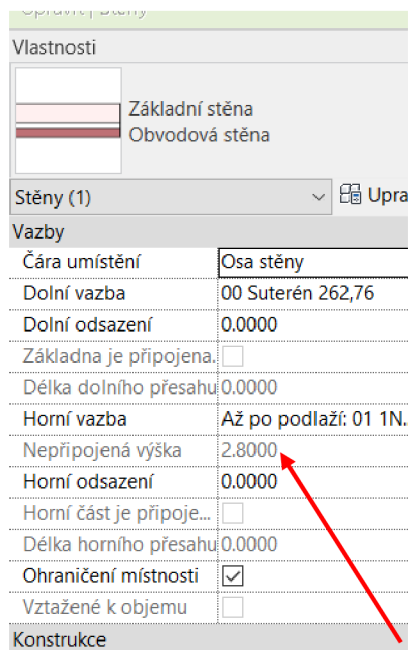 Upravit | Stěny
Vlastnosti
Základní stěna
Obvodová stěna
Stěny (1) Upra
Vazby
Čára umístění Osa stěny
Dolní vazba 00 Suterén 262,76
Dolní odsazení 0.0000
Základna je připojena.
Délka dolního přesahu 0.0000
Horní vazba Až po podlaží: 01 1N..
Nepřipojená výška 2.8000
Horní odsazení 0.0000
Horní část je připoje...
Délka horního přesahu 0.0000
Ohraničení místnosti
Vztažené k objemu
Konstrukce